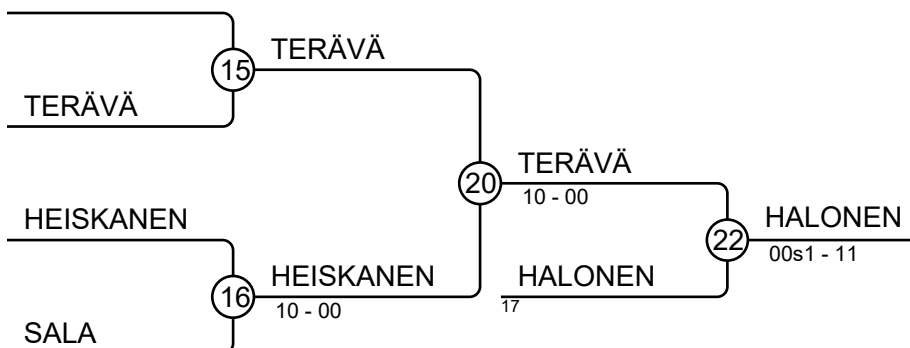 15
TERÄVÄ
TERÄVÄ
20
TERÄVÄ
10 - 00
HEISKANEN
22
HALONEN
00s1 - 11
16
HEISKANEN
10 - 00
HALONEN
17
SALA